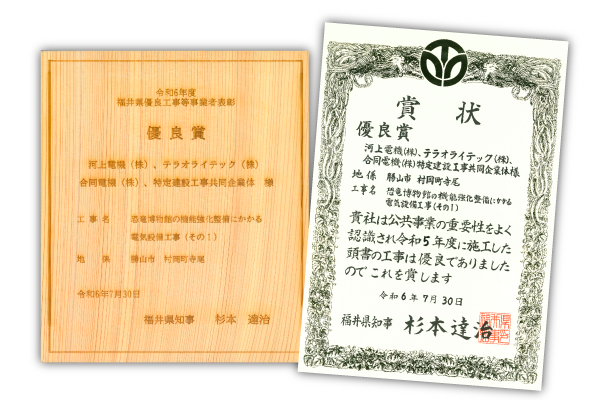 令和6年度
福井県優良工事等事業者表彰
優良賞
河上電機（株）、テラオライテック（株）
合同電機（株）、特定建設工事共同企業体 様
工事名 恐竜博物館の機能強化整備にかかる
電気設備工事（その1）
地係 勝山市 村岡町寺尾
令和6年7月30日
福井県知事 杉本 達治
賞状
優良賞
河上電機(株)、テラオライテック(株)、
合同電機(株)特定建設工事共同企業体様
地係 勝山市 村岡町寺尾
工事名 恐竜博物館の機能強化整備にかかる
電気設備工事(その1)
貴社は公共事業の重要性をよく
認識され令和5年度に施工した
頭書の工事は優良でありました
のでこれを賞します
令和6年7月30日
福井県知事 杉本達治